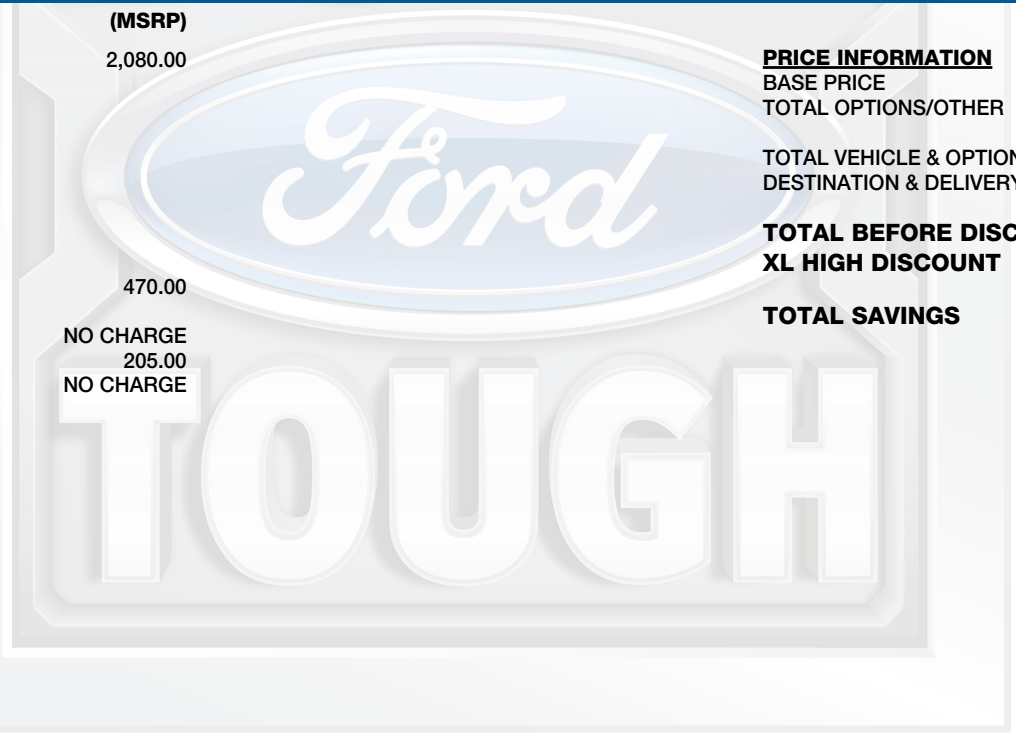 (MSRP)
2,080.00
470.00
NO CHARGE
205.00
NO CHARGE
PRICE INFORMATION
BASE PRICE
TOTAL OPTIONS/OTHER
TOTAL VEHICLE & OPTION
DESTINATION & DELIVERY
TOTAL BEFORE DISC
XL HIGH DISCOUNT
TOTAL SAVINGS
Ford
TOUGH